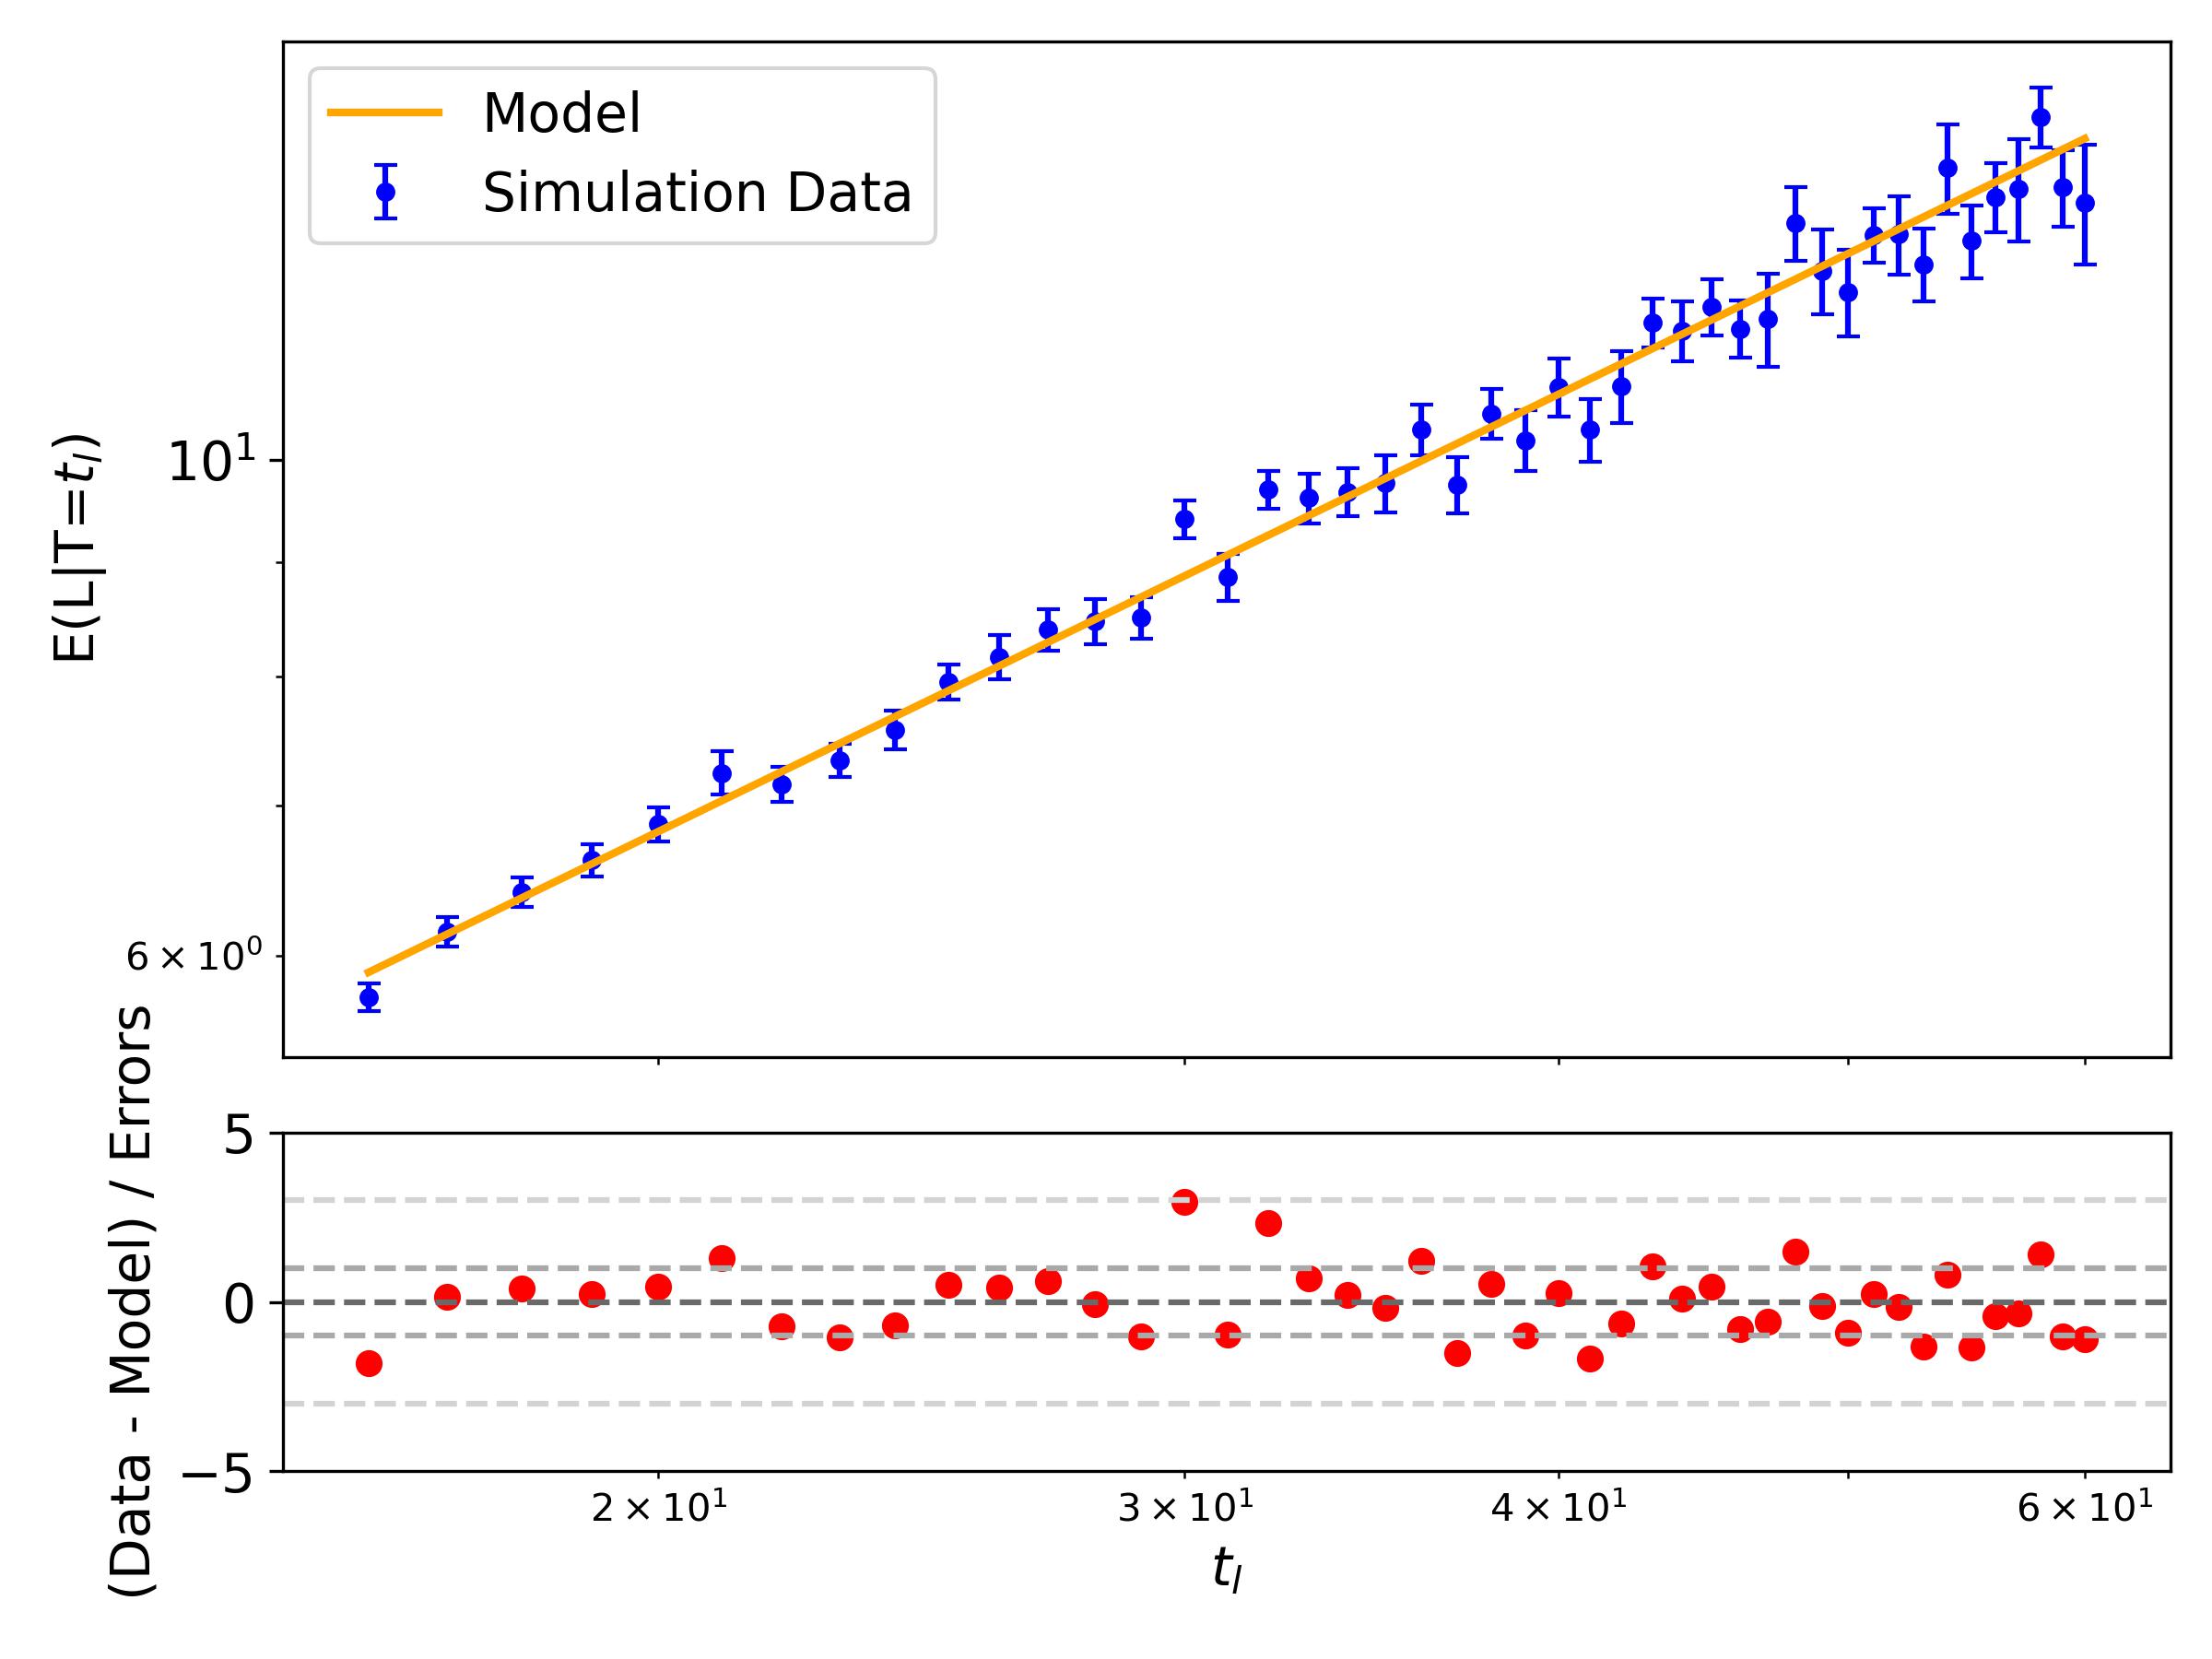 Model
Simulation Data
E(L|T=t_l)
10^1
6 × 10^0
(Data - Model) / Errors
5
0
−5
2 × 10^1
3 × 10^1
4 × 10^1
6 × 10^1
t_l